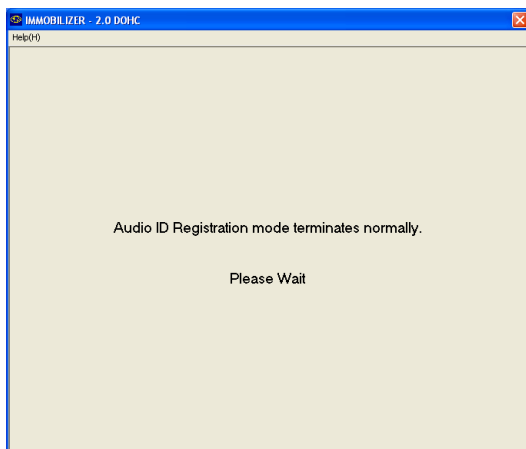 IMMOBILIZER - 2.0 DOHC
Help(H)
Audio ID Registration mode terminates normally.
Please Wait